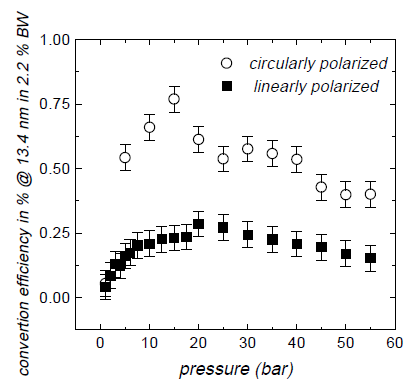 convertion efficiency in % @ 13.4 nm in 2.2 % BW
1.00
0.75
0.50
0.25
0.00
circularly polarized
linearly polarized
0 10 20 30 40 50 60
pressure (bar)